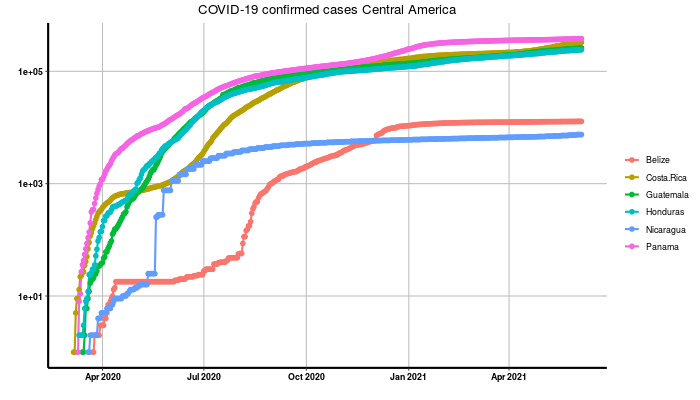 COVID-19 confirmed cases Central America
1e+05
1e+03
1e+01
Apr 2020
Jul 2020
Oct 2020
Jan 2021
Apr 2021
Belize
Costa.Rica
Guatemala
Honduras
Nicaragua
Panama